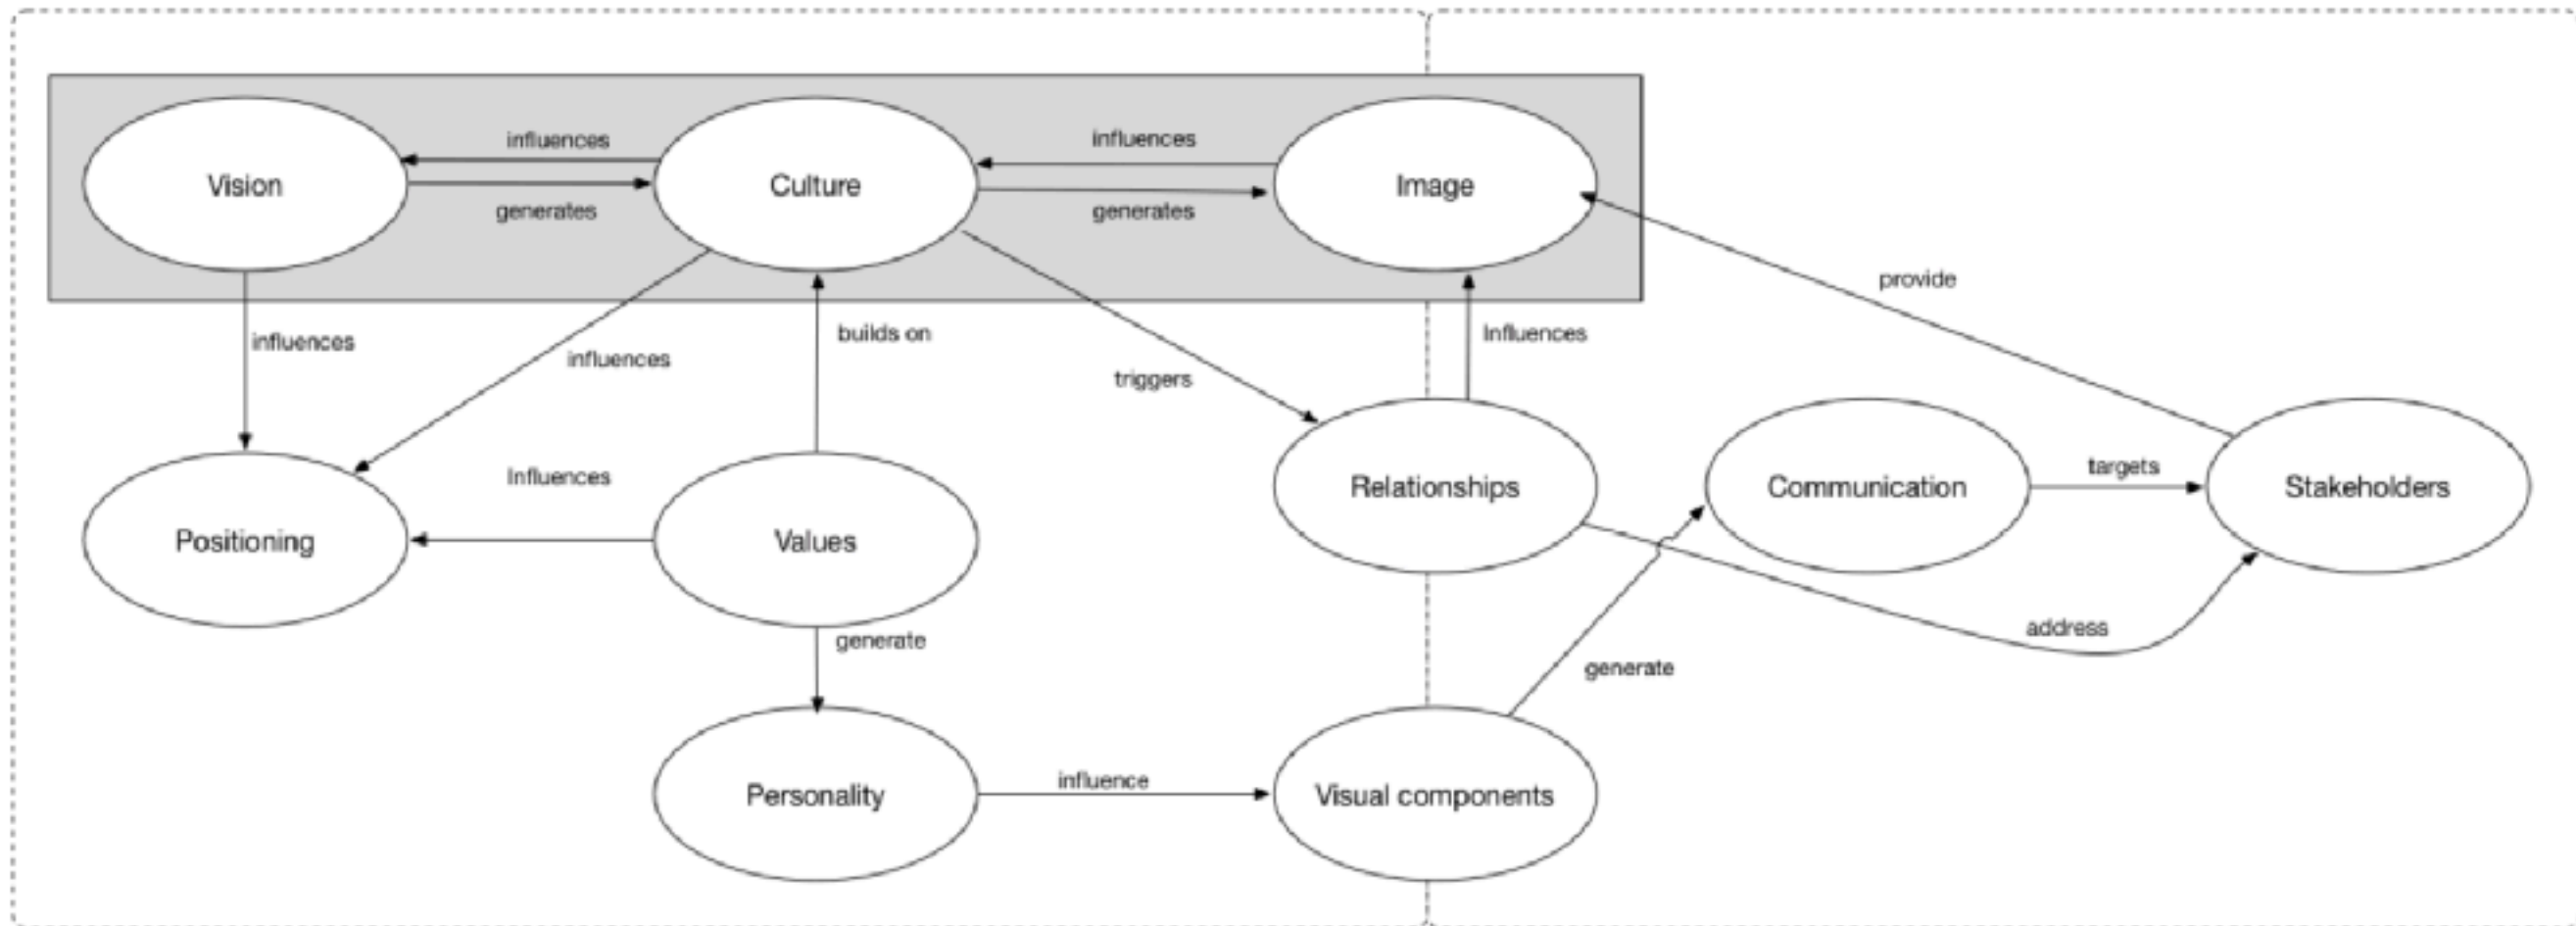 influences
influences
Vision
Culture
Image
generates
generates
provide
influences
builds on
Influences
influences
triggers
Influences
targets
Relationships
Communication
Stakeholders
Positioning
Values
address
generate
generate
influence
Personality
Visual components